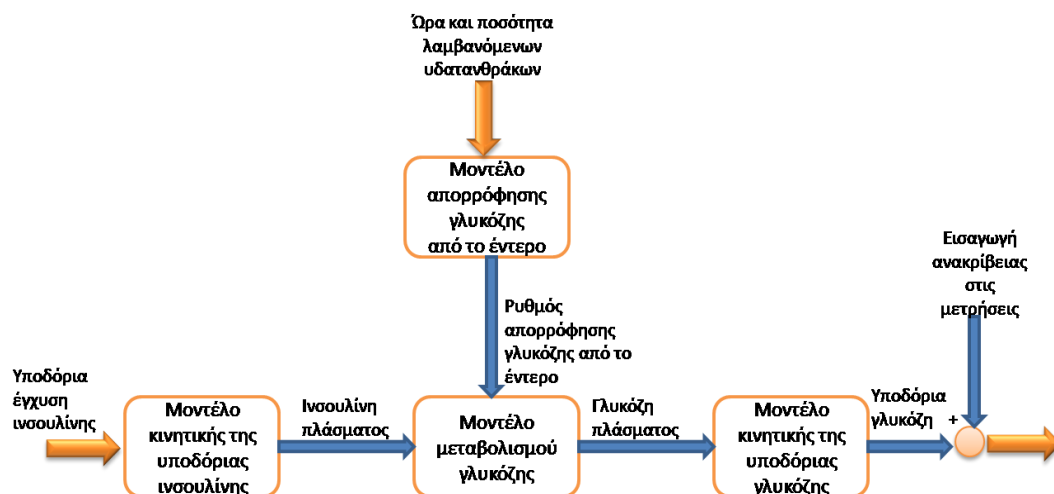 Ώρα και ποσότητα
λαμβανόμενων
υδατανθράκων
Μοντέλο
απορρόφησης
γλυκόζης
από το έντερο
Εισαγωγή
ανακρίβειας
στις
μετρήσεις
Ρυθμός
απορρόφησης
γλυκόζης από το
έντερο
Υποδόρια
έγχυση
ινσουλίνης
Μοντέλο
κινητικής της
υποδόριας
ινσουλίνης
Ινσουλίνη
πλάσματος
Μοντέλο
μεταβολισμού
γλυκόζης
Γλυκόζη
πλάσματος
Μοντέλο
κινητικής της
υποδόριας
γλυκόζης
Υποδόρια
γλυκόζη
+